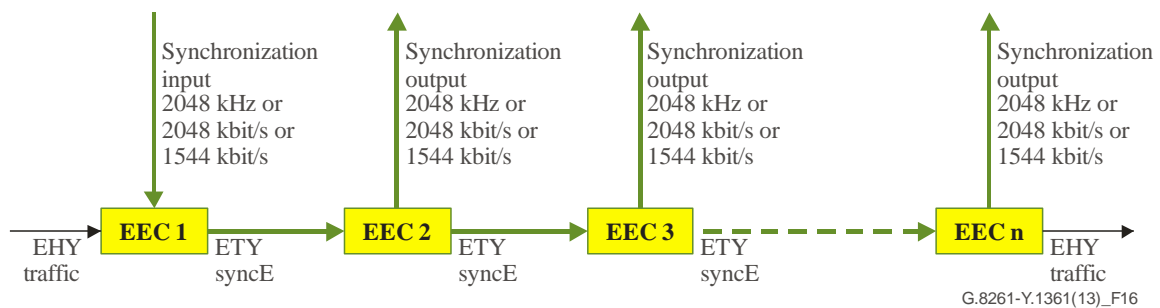 Synchronization
input
2048 kHz or
2048 kbit/s or
1544 kbit/s
Synchronization
output
2048 kHz or
2048 kbit/s or
1544 kbit/s
Synchronization
output
2048 kHz or
2048 kbit/s or
1544 kbit/s
Synchronization
output
2048 kHz or
2048 kbit/s or
1544 kbit/s
EHY
traffic
EEC 1
ETY
syncE
EEC 2
ETY
syncE
EEC 3
ETY
syncE
EEC n
EHY
traffic
G.8261-Y.1361(13)_F16